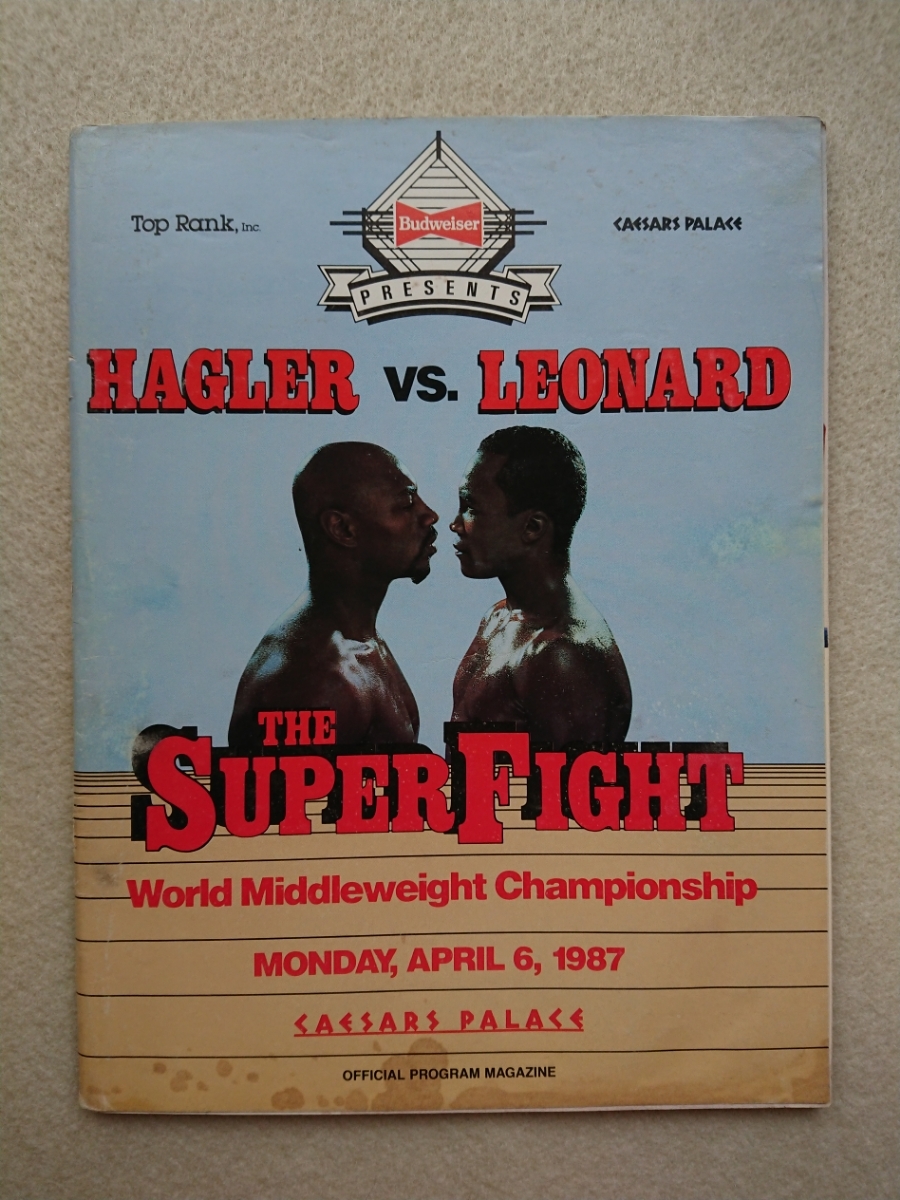 Top Rank, Inc.
Budweiser
CAESARS PALACE
PRESENTS
HAGLER VS. LEONARD
THE
SUPERFIGHT
World Middleweight Championship
MONDAY, APRIL 6, 1987
CAESARS PALACE
OFFICIAL PROGRAM MAGAZINE